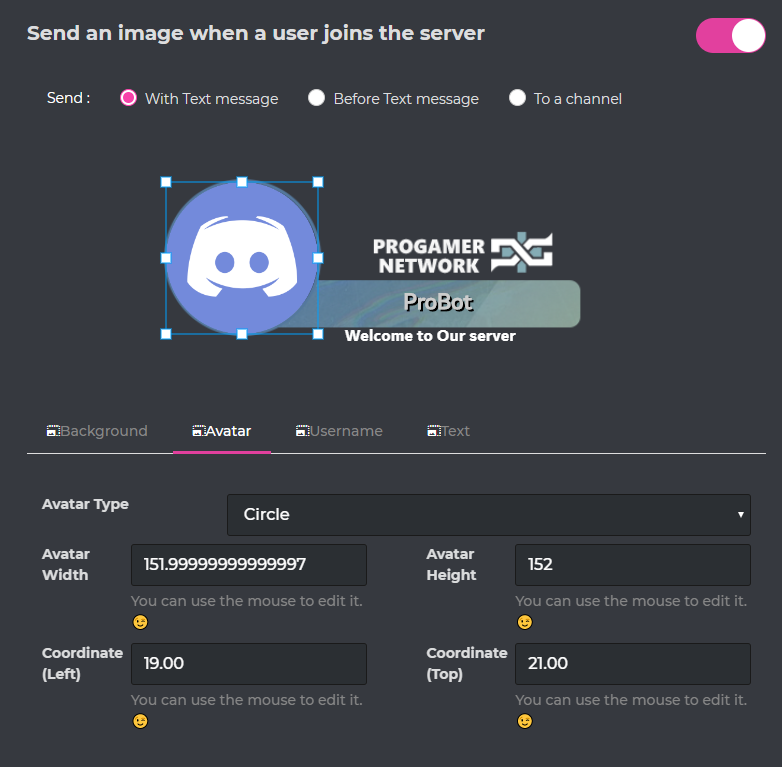 Send an image when a user joins the server
Send : With Text message Before Text message To a channel
PROGAMER
NETWORK
ProBot
Welcome to Our server
Background Avatar Username Text
Avatar Type Circle
Avatar Width 151.99999999999997 Avatar Height 152
You can use the mouse to edit it. You can use the mouse to edit it.
😉 😉
Coordinate (Left) 19.00 Coordinate (Top) 21.00
You can use the mouse to edit it. You can use the mouse to edit it.
😉 😉